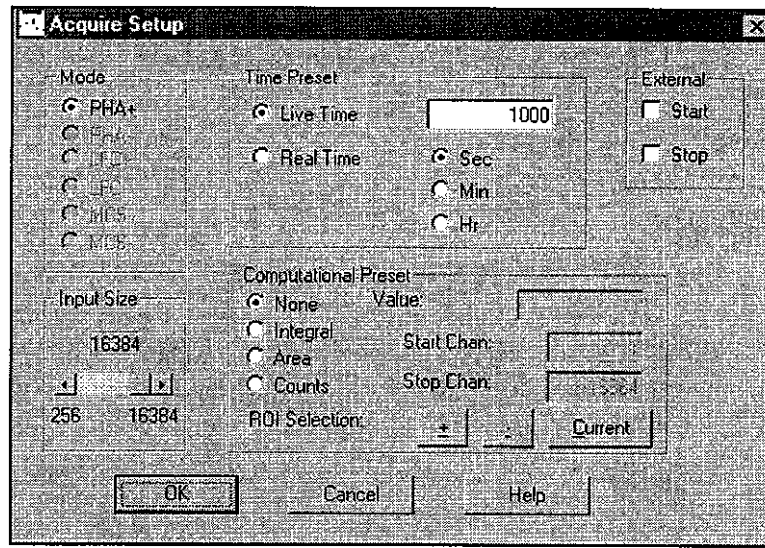 Acquire Setup
Mode
PHA+
LFC
MCS
Time Preset
Live Time
1000
Real Time
Sec
Min
Hr
External
Start
Stop
Input Size
16384
256
16384
Computational Preset
None
Value:
Integral
Start Chan:
Area
Stop Chan:
Counts
ROI Selection:
+
-
Current
OK
Cancel
Help